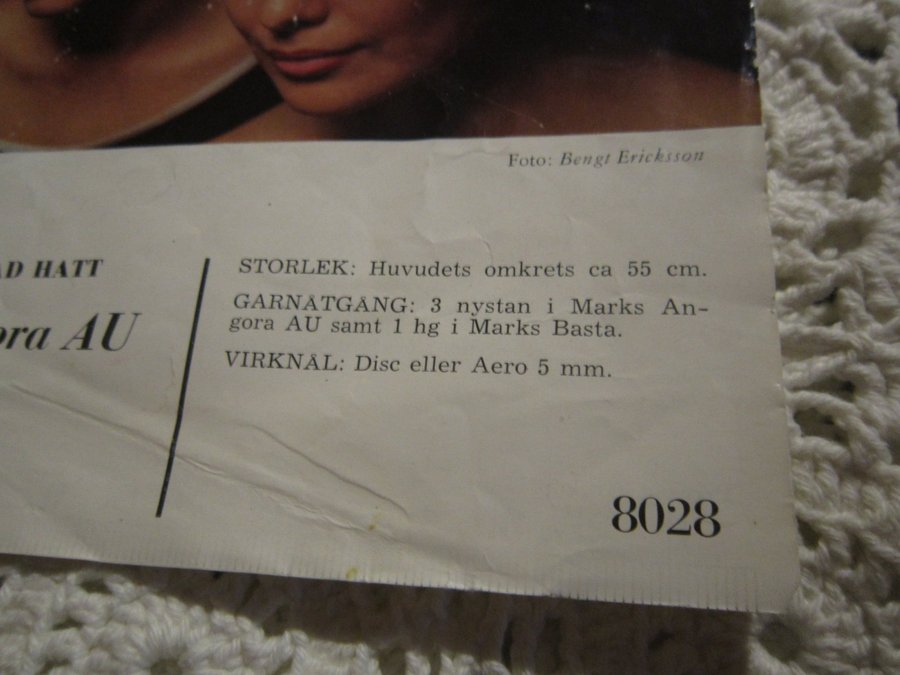 Foto: Bengt Ericksson
AD HATT
ora AU
STORLEK: Huvudets omkrets ca 55 cm.
GARNÅTGÅNG: 3 nystan i Marks An-
gora AU samt 1 hg i Marks Basta.
VIRKNÅL: Disc eller Aero 5 mm.
8028